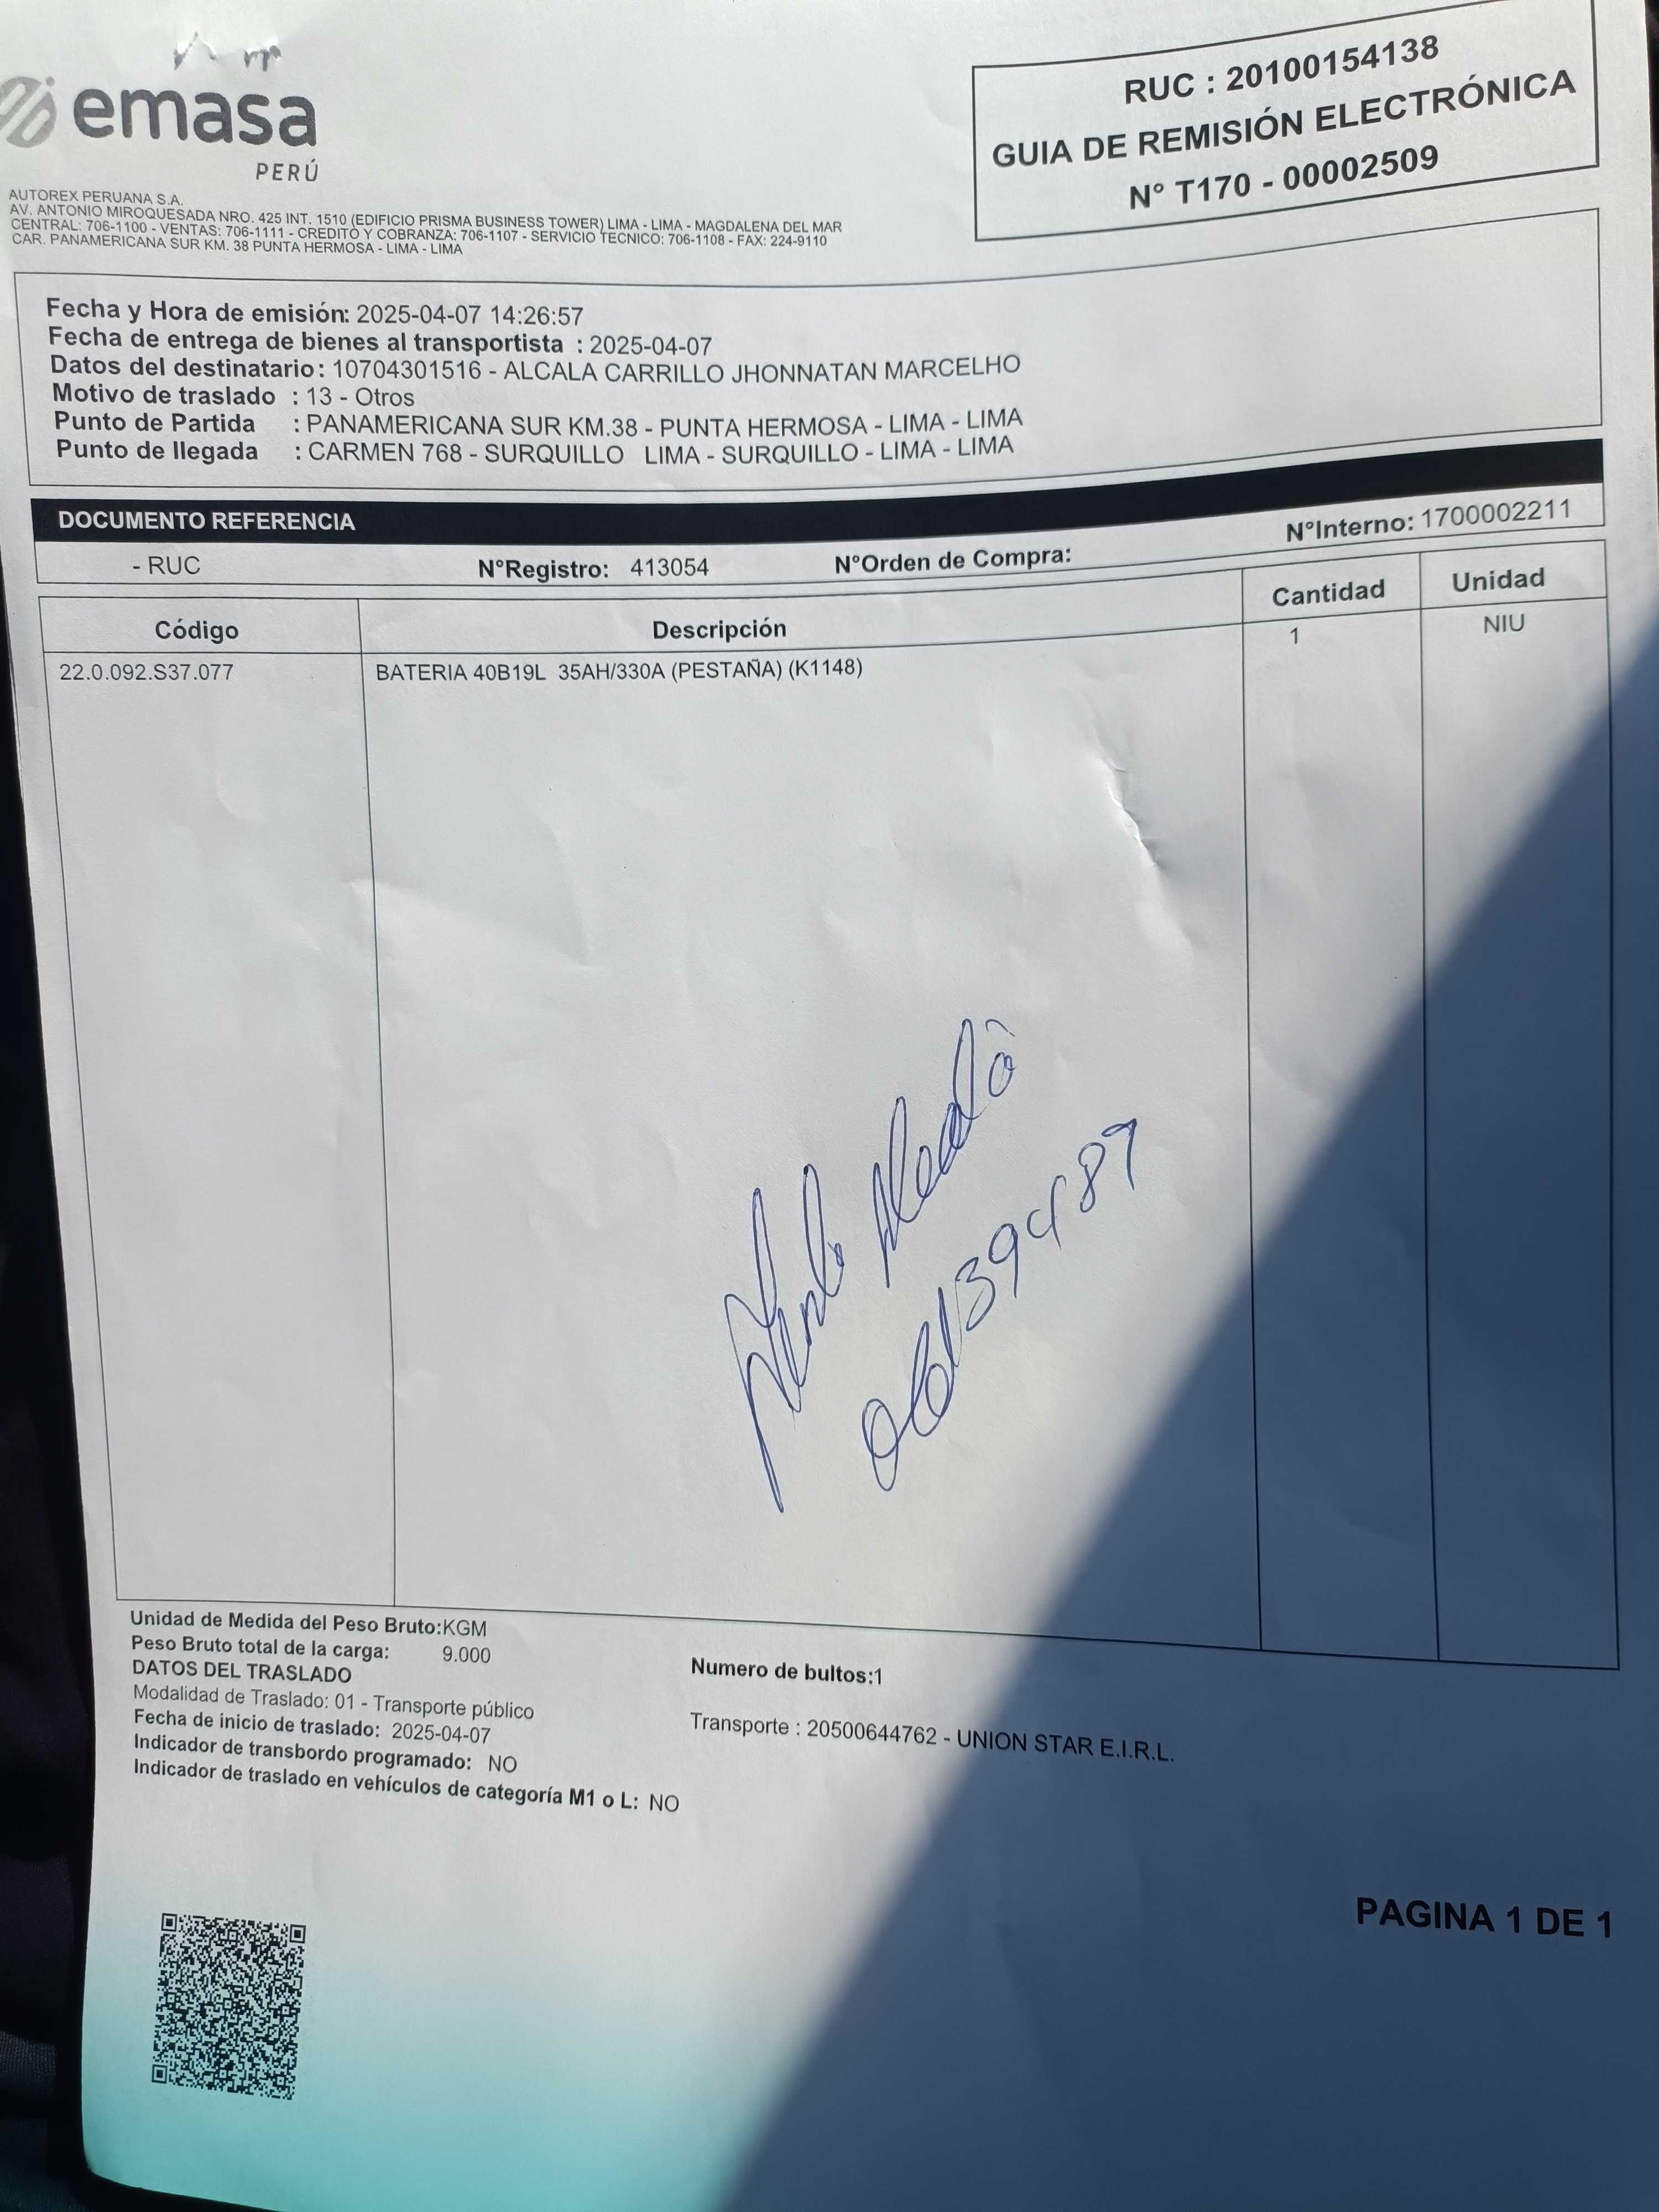 emasa
PERÚ
RUC : 20100154138
GUIA DE REMISIÓN ELECTRÓNICA
N° T170 - 00002509
AUTOREX PERUANA S.A.
AV. ANTONIO MIROQUESADA NRO. 425 INT. 1510 (EDIFICIO PRISMA BUSINESS TOWER) LIMA - LIMA - MAGDALENA DEL MAR
CENTRAL: 706-1100 - VENTAS: 706-1111 - CREDITO Y COBRANZA: 706-1107 - SERVICIO TECNICO: 706-1108 - FAX: 224-9110
CAR. PANAMERICANA SUR KM. 38 PUNTA HERMOSA - LIMA - LIMA
Fecha y Hora de emisión: 2025-04-07 14:26:57
Fecha de entrega de bienes al transportista : 2025-04-07
Datos del destinatario: 10704301516 - ALCALA CARRILLO JHONNATAN MARCELHO
Motivo de traslado : 13 - Otros
Punto de Partida : PANAMERICANA SUR KM.38 - PUNTA HERMOSA - LIMA - LIMA
Punto de llegada : CARMEN 768 - SURQUILLO LIMA - SURQUILLO - LIMA - LIMA
DOCUMENTO REFERENCIA
- RUC N°Registro: 413054 N°Orden de Compra: N°Interno: 1700002211
Código Descripción Cantidad Unidad
22.0.092.S37.077 BATERIA 40B19L 35AH/330A (PESTAÑA) (K1148) 1 NIU
Unidad de Medida del Peso Bruto:KGM
Peso Bruto total de la carga: 9.000
Numero de bultos:1
DATOS DEL TRASLADO
Modalidad de Traslado: 01 - Transporte público
Fecha de inicio de traslado: 2025-04-07
Transporte : 20500644762 - UNION STAR E.I.R.L.
Indicador de transbordo programado: NO
Indicador de traslado en vehículos de categoría M1 o L: NO
PAGINA 1 DE 1